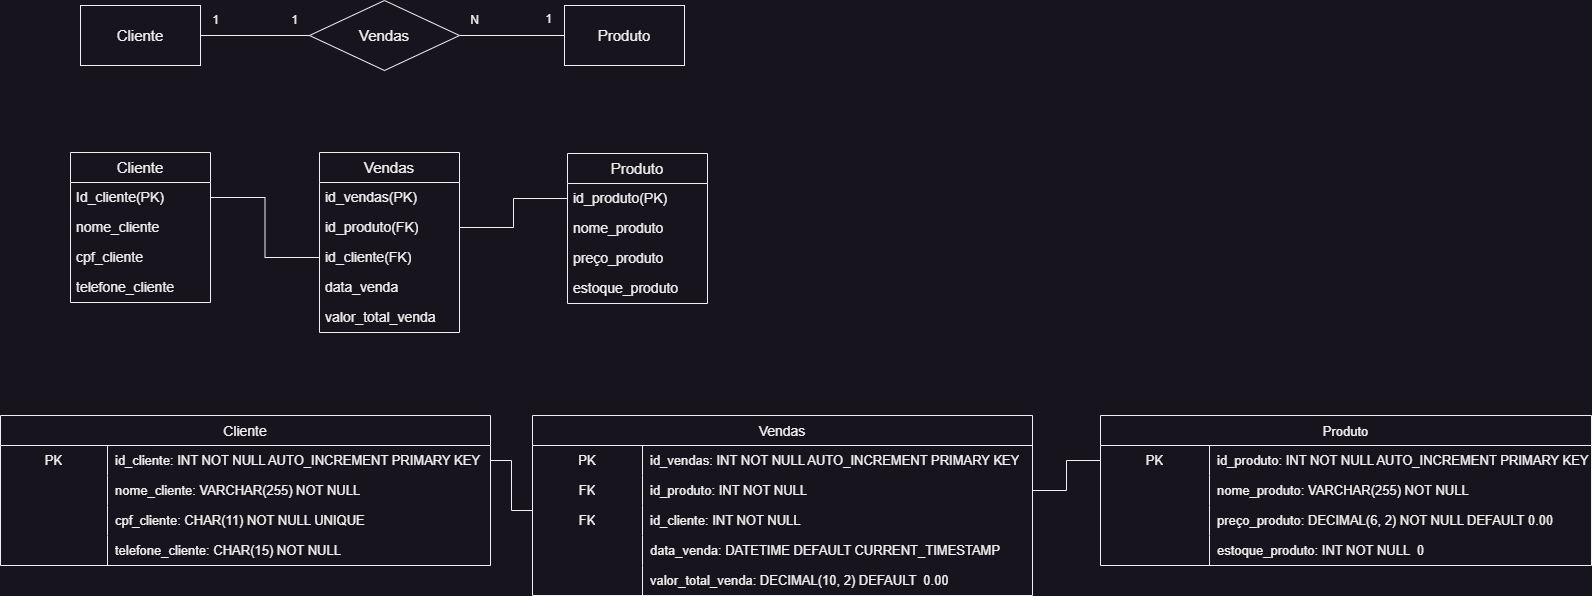 Cliente 1 1 Vendas N 1 Produto
Cliente
Id_cliente(PK)
nome_cliente
cpf_cliente
telefone_cliente
Vendas
id_vendas(PK)
id_produto(FK)
id_cliente(FK)
data_venda
valor_total_venda
Produto
id_produto(PK)
nome_produto
preço_produto
estoque_produto
Cliente
PK id_cliente: INT NOT NULL AUTO_INCREMENT PRIMARY KEY
nome_cliente: VARCHAR(255) NOT NULL
cpf_cliente: CHAR(11) NOT NULL UNIQUE
telefone_cliente: CHAR(15) NOT NULL
Vendas
PK id_vendas: INT NOT NULL AUTO_INCREMENT PRIMARY KEY
FK id_produto: INT NOT NULL
FK id_cliente: INT NOT NULL
data_venda: DATETIME DEFAULT CURRENT_TIMESTAMP
valor_total_venda: DECIMAL(10, 2) DEFAULT 0.00
Produto
PK id_produto: INT NOT NULL AUTO_INCREMENT PRIMARY KEY
nome_produto: VARCHAR(255) NOT NULL
preço_produto: DECIMAL(6, 2) NOT NULL DEFAULT 0.00
estoque_produto: INT NOT NULL 0